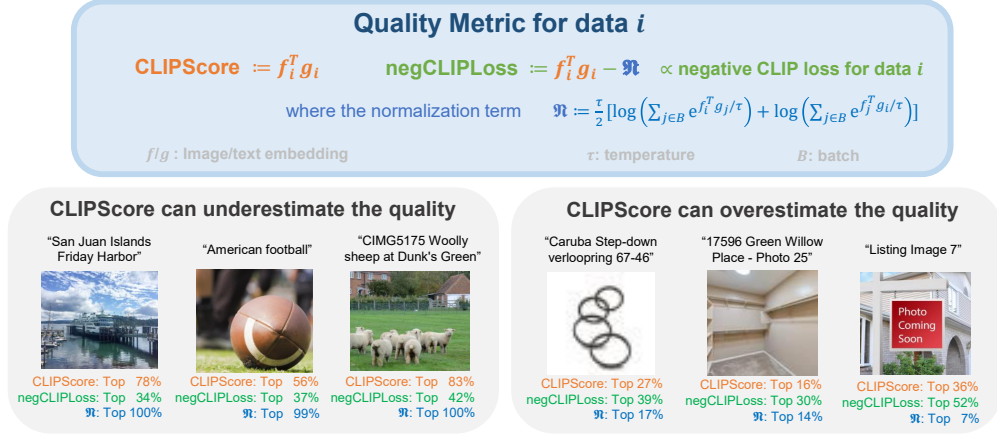 Quality Metric for data i
CLIPScore := f_i^T g_i
negCLIPLoss := f_i^T g_i − 𝕹 ∝ negative CLIP loss for data i
where the normalization term 𝕹 := τ/2 [log (∑_{j∈B} e^{f_i^T g_j/τ}) + log (∑_{j∈B} e^{f_j^T g_i/τ})]
f/g : Image/text embedding
τ: temperature
B: batch
CLIPScore can underestimate the quality
"San Juan Islands
Friday Harbor"
CLIPScore: Top 78%
negCLIPLoss: Top 34%
𝕹: Top 100%
"American football"
CLIPScore: Top 56%
negCLIPLoss: Top 37%
𝕹: Top 99%
"CIMG5175 Woolly
sheep at Dunk's Green"
CLIPScore: Top 83%
negCLIPLoss: Top 42%
𝕹: Top 100%
CLIPScore can overestimate the quality
"Caruba Step-down
verloopring 67-46"
CLIPScore: Top 27%
negCLIPLoss: Top 39%
𝕹: Top 17%
"17596 Green Willow
Place - Photo 25"
CLIPScore: Top 16%
negCLIPLoss: Top 30%
𝕹: Top 14%
"Listing Image 7"
Photo
Coming
Soon
CLIPScore: Top 36%
negCLIPLoss: Top 52%
𝕹: Top 7%